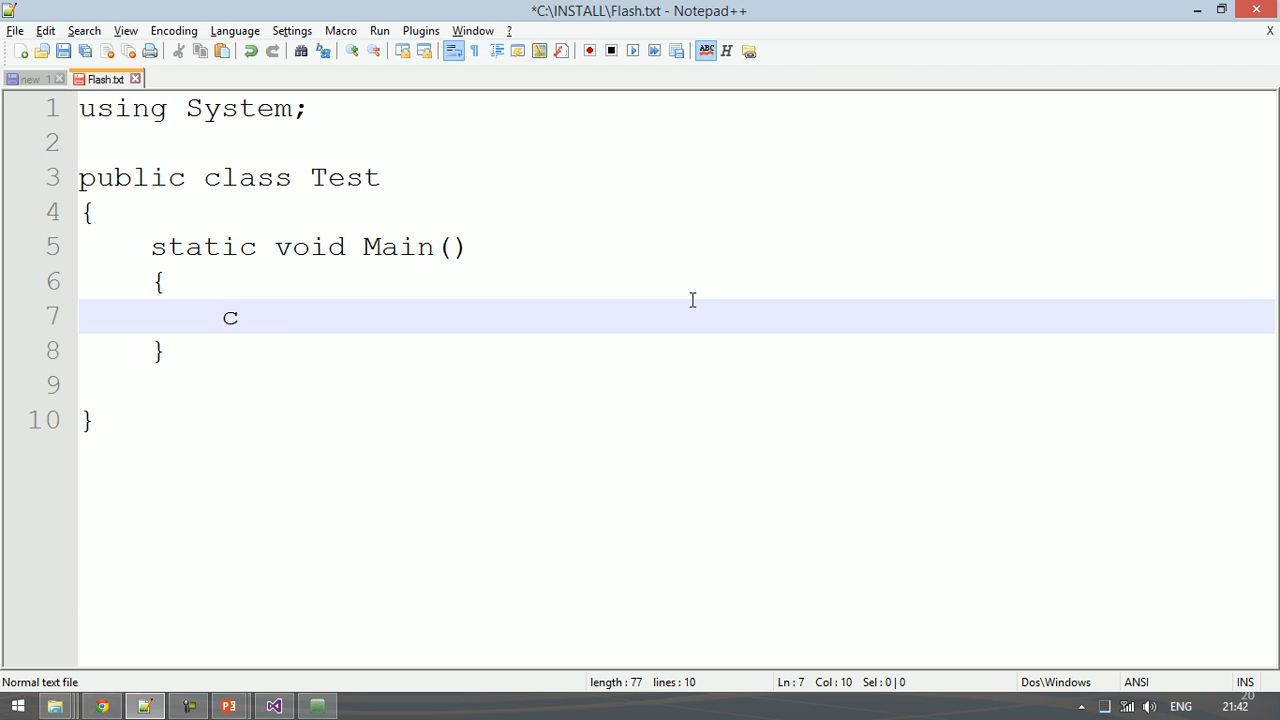 *C:\INSTALL\Flash.txt - Notepad++
File Edit Search View Encoding Language Settings Macro Run Plugins Window ? X
new 1 Flash.txt
1 using System;
2
3 public class Test
4 {
5 static void Main()
6 {
7 c
8 }
9
10 }
Normal text file length : 77 lines : 10 Ln : 7 Col : 10 Sel : 0 | 0 Dos\Windows ANSI INS
ENG 21:42
20